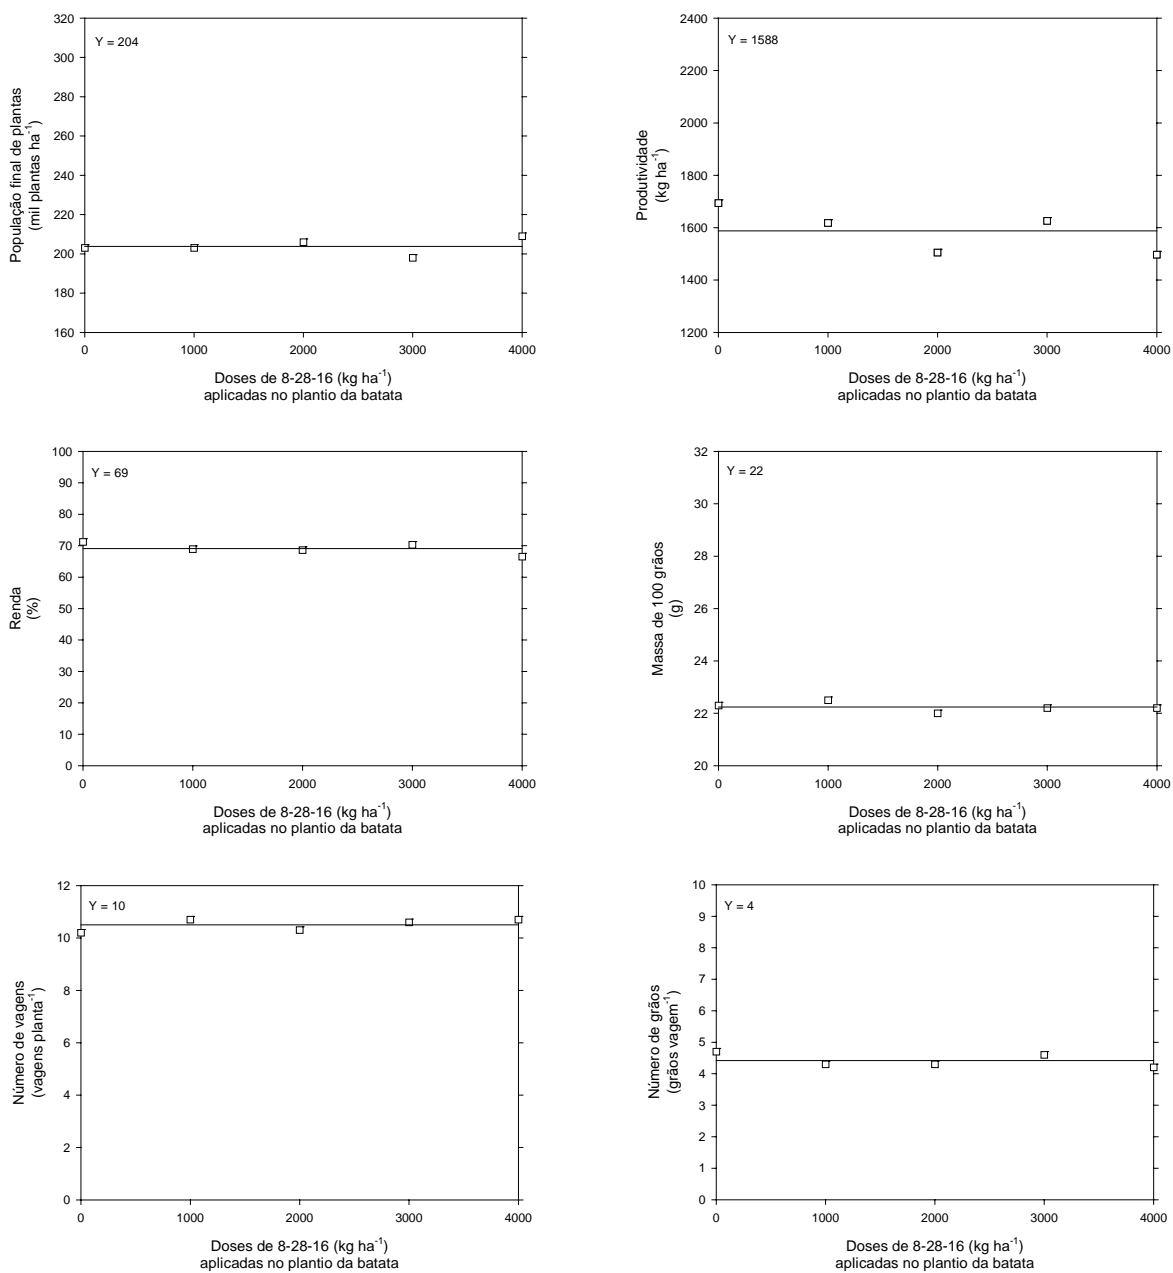 320
300
280
260
240
220
200
180
160
Y = 204
População final de plantas
(mil plantas ha-1)
0 1000 2000 3000 4000
Doses de 8-28-16 (kg ha-1)
aplicadas no plantio da batata
2400
2200
2000
1800
1600
1400
1200
Y = 1588
Produtividade
(kg ha-1)
0 1000 2000 3000 4000
Doses de 8-28-16 (kg ha-1)
aplicadas no plantio da batata
100
90
80
70
60
50
40
30
20
10
0
Y = 69
Renda
(%)
0 1000 2000 3000 4000
Doses de 8-28-16 (kg ha-1)
aplicadas no plantio da batata
32
30
28
26
24
22
20
Y = 22
Massa de 100 grãos
(g)
0 1000 2000 3000 4000
Doses de 8-28-16 (kg ha-1)
aplicadas no plantio da batata
12
10
8
6
4
2
0
Y = 10
Número de vagens
(vagens planta-1)
0 1000 2000 3000 4000
Doses de 8-28-16 (kg ha-1)
aplicadas no plantio da batata
10
9
8
7
6
5
4
3
2
1
0
Y = 4
Número de grãos
(grãos vagem-1)
0 1000 2000 3000 4000
Doses de 8-28-16 (kg ha-1)
aplicadas no plantio da batata